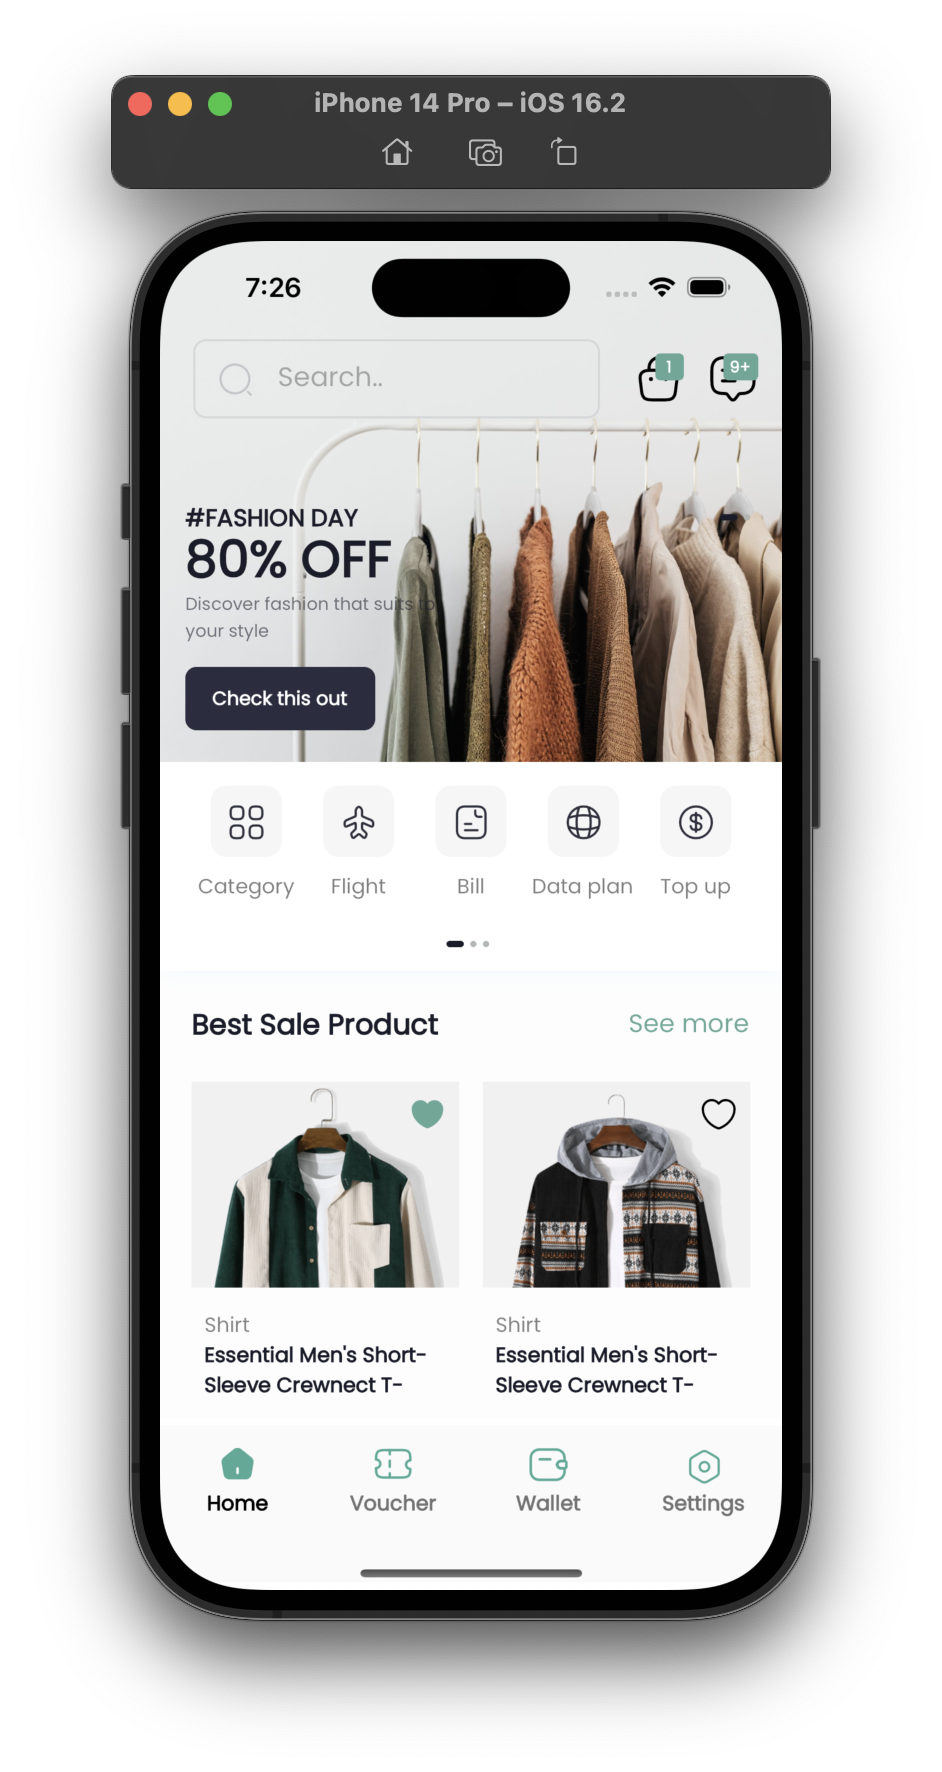 iPhone 14 Pro – iOS 16.2
7:26
Search..
1
9+
#FASHION DAY
80% OFF
Discover fashion that suits to
your style
Check this out
Category
Flight
Bill
Data plan
Top up
Best Sale Product
See more
Shirt
Essential Men's Short-
Sleeve Crewnect T-
Shirt
Essential Men's Short-
Sleeve Crewnect T-
Home
Voucher
Wallet
Settings